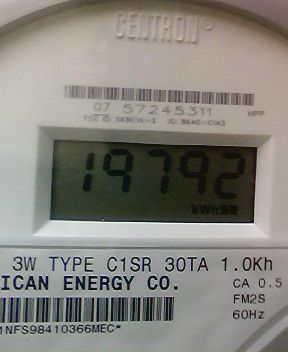 CENTRON®
07 57245311
19792
kWh
3W TYPE C1SR 30TA 1.0Kh
ICAN ENERGY CO.
CA 0.5
FM2S
60Hz
1NFS98410366MEC*